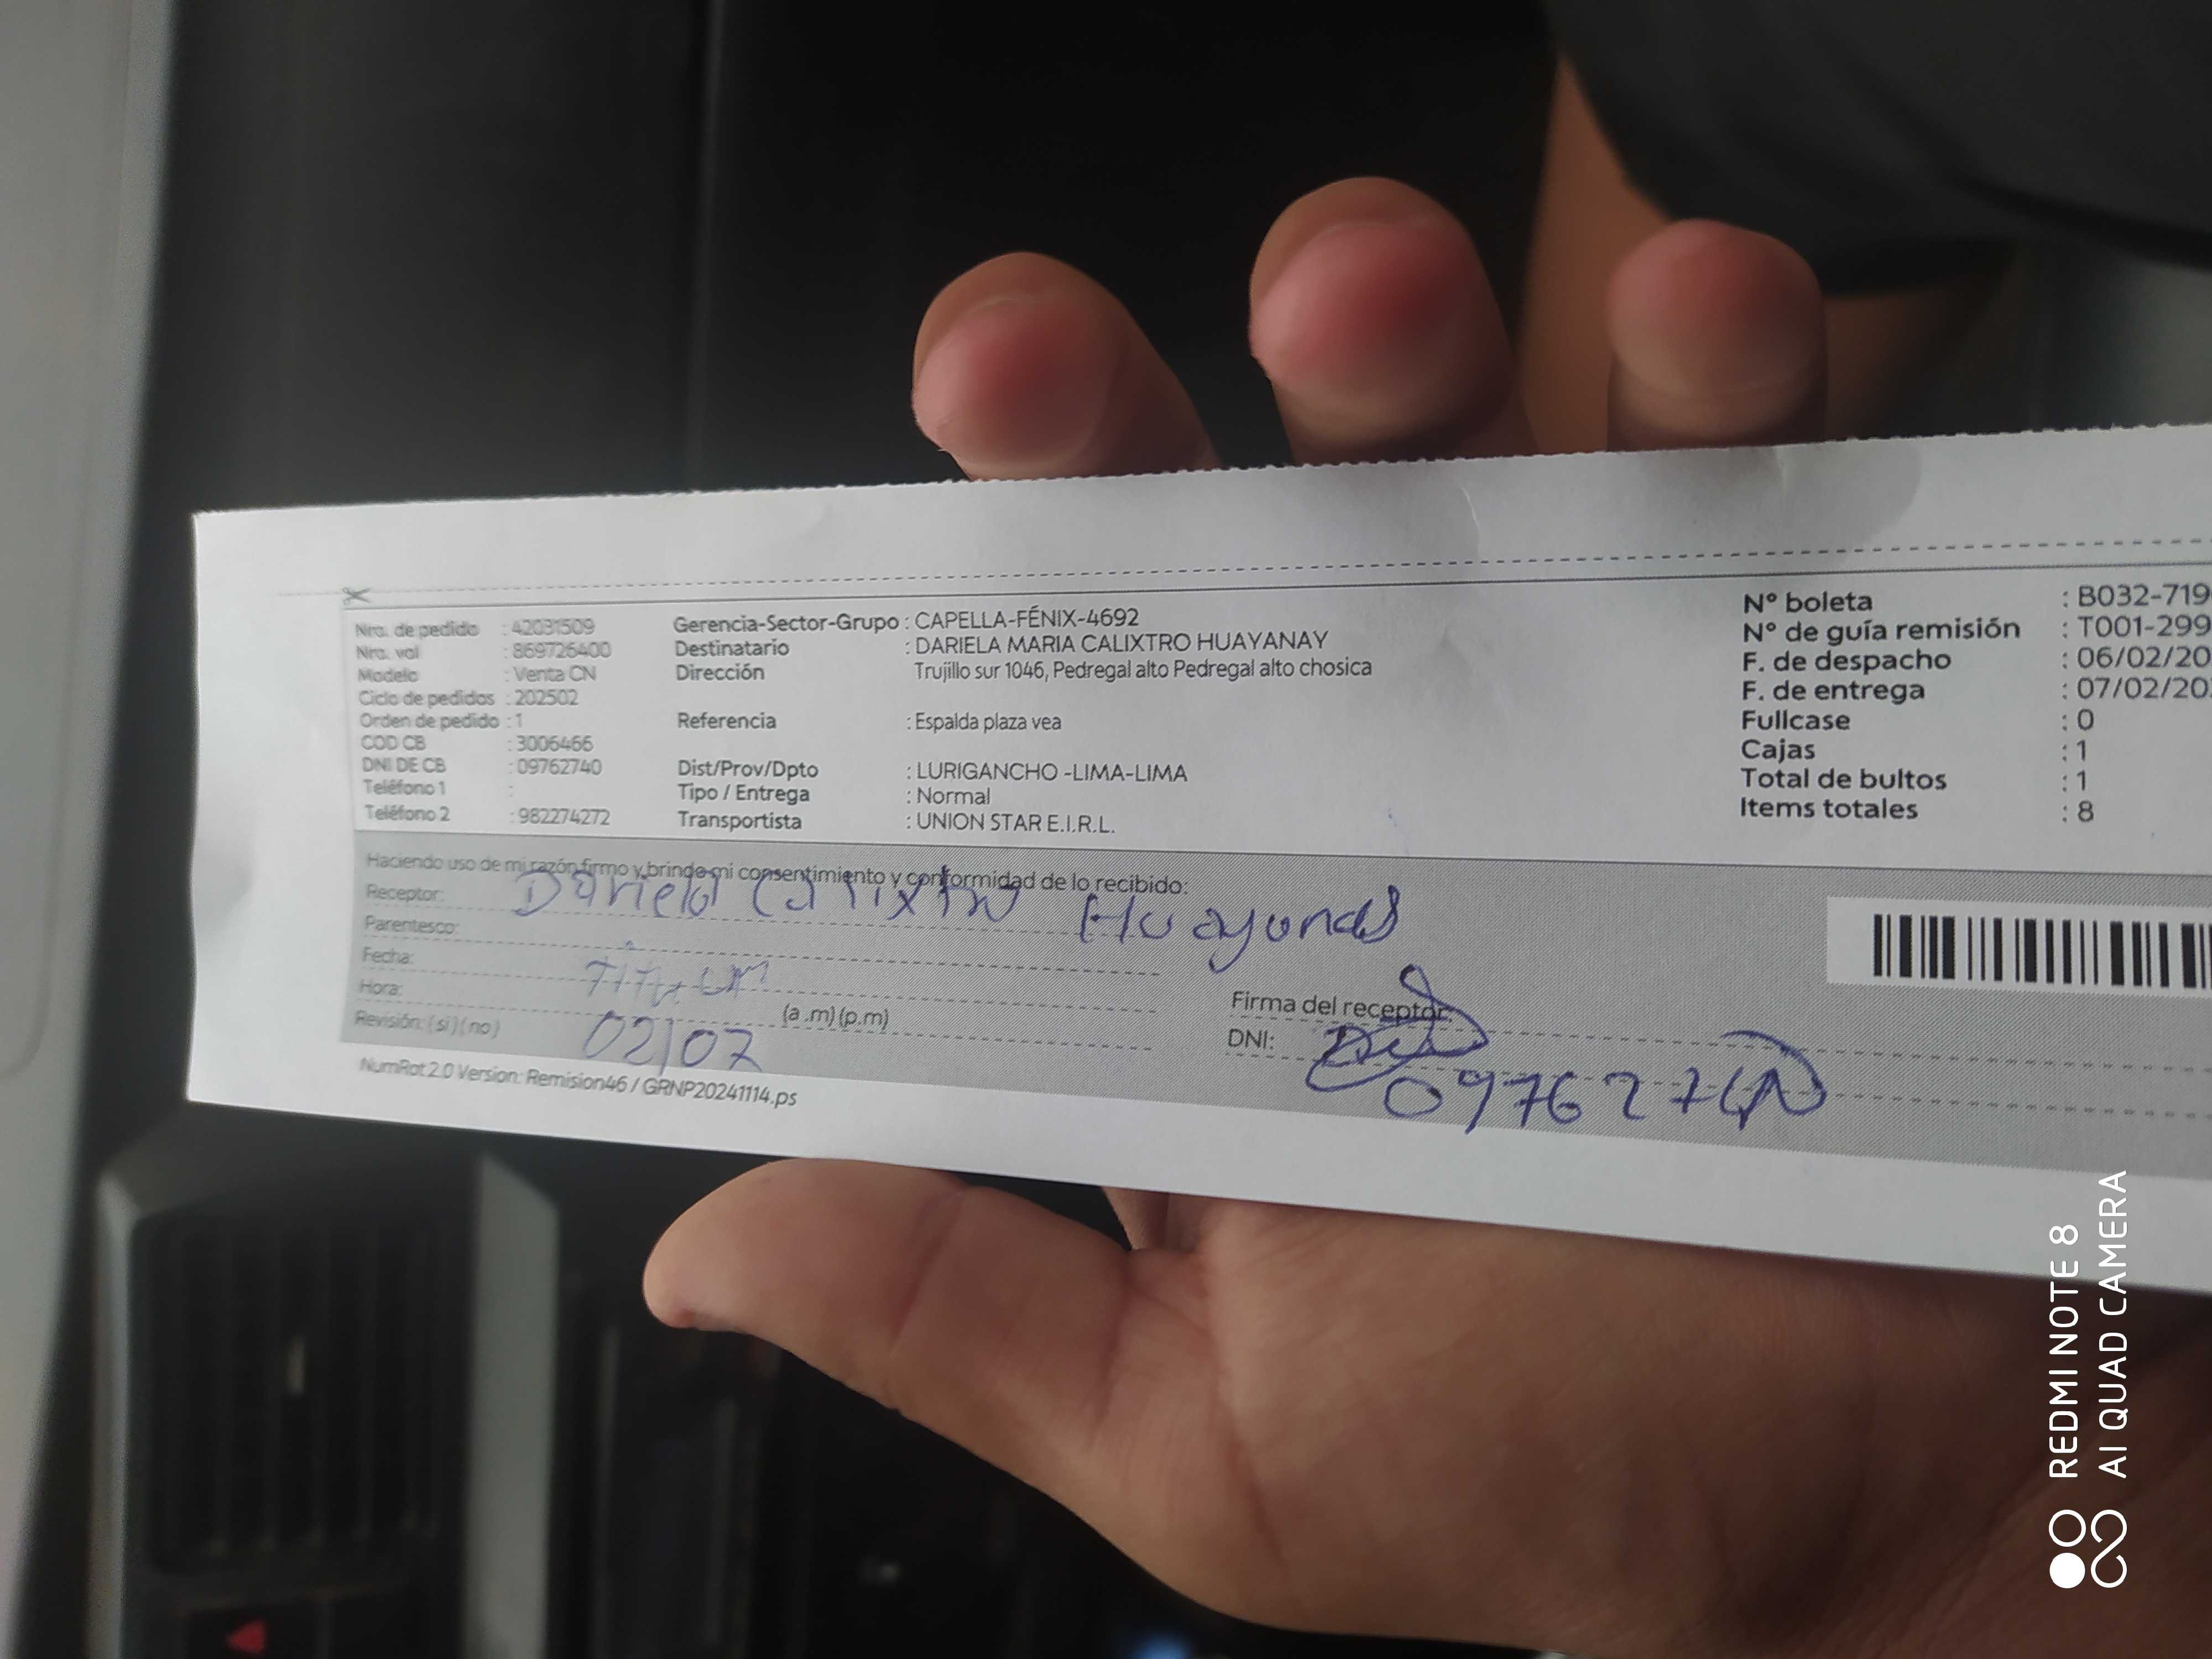 Nro. de pedido : 42031509
Nro. val : 869726400
Modelo : Venta CN
Ciclo de pedidos : 202502
Orden de pedido : 1
COD CB : 3006466
DNI DE CB : 09762740
Teléfono 1 :
Teléfono 2 : 982274272
Gerencia-Sector-Grupo : CAPELLA-FÉNIX-4692
Destinatario : DARIELA MARIA CALIXTRO HUAYANAY
Dirección Trujillo sur 1046, Pedregal alto Pedregal alto chosica
Referencia : Espalda plaza vea
Dist/Prov/Dpto : LURIGANCHO -LIMA-LIMA
Tipo / Entrega : Normal
Transportista : UNION STAR E.I.R.L.
Nº boleta : B032-719
Nº de guía remisión : T001-299
F. de despacho : 06/02/20
F. de entrega : 07/02/20
Fullcase : 0
Cajas : 1
Total de bultos : 1
Items totales : 8
Haciendo uso de mi razón firmo y brindo mi consentimiento y conformidad de lo recibido:
Receptor: Dariela Calixtro
Parentesco:
Fecha:
Hora: (a .m) (p.m)
Revisión: ( si ) ( no ) 02/07
Firma del receptor:
DNI: 09762740
NumRot 2.0 Version: Remision46 / GRNP20241114.ps
REDMI NOTE 8
AI QUAD CAMERA